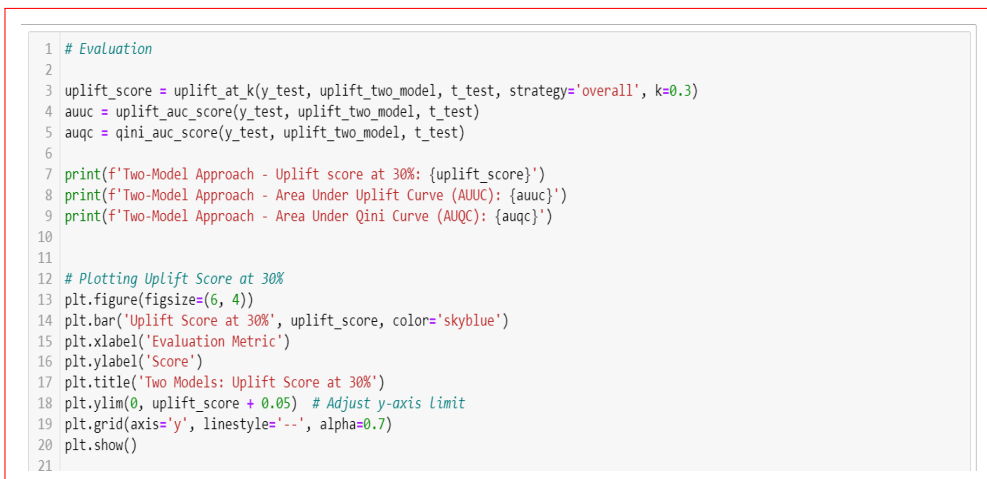 1 # Evaluation
2
3 uplift_score = uplift_at_k(y_test, uplift_two_model, t_test, strategy='overall', k=0.3)
4 auuc = uplift_auc_score(y_test, uplift_two_model, t_test)
5 auqc = qini_auc_score(y_test, uplift_two_model, t_test)
6
7 print(f'Two-Model Approach - Uplift score at 30%: {uplift_score}')
8 print(f'Two-Model Approach - Area Under Uplift Curve (AUUC): {auuc}')
9 print(f'Two-Model Approach - Area Under Qini Curve (AUQC): {auqc}')
10
11
12 # Plotting Uplift Score at 30%
13 plt.figure(figsize=(6, 4))
14 plt.bar('Uplift Score at 30%', uplift_score, color='skyblue')
15 plt.xlabel('Evaluation Metric')
16 plt.ylabel('Score')
17 plt.title('Two Models: Uplift Score at 30%')
18 plt.ylim(0, uplift_score + 0.05)  # Adjust y-axis limit
19 plt.grid(axis='y', linestyle='--', alpha=0.7)
20 plt.show()
21